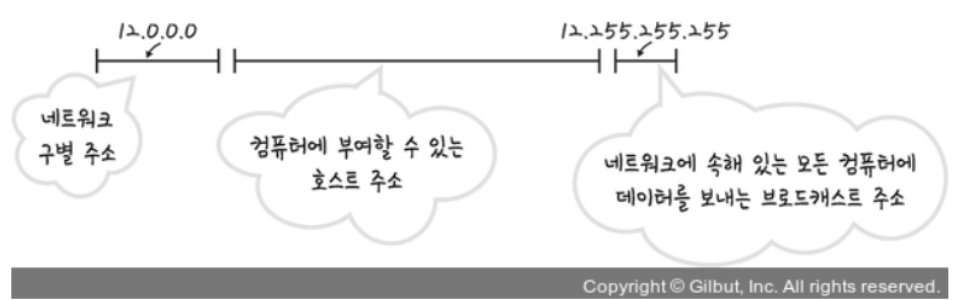 12.0.0.0
12.255.255.255
네트워크
구별 주소
컴퓨터에 부여할 수 있는
호스트 주소
네트워크에 속해 있는 모든 컴퓨터에
데이터를 보내는 브로드캐스트 주소
Copyright © Gilbut, Inc. All rights reserved.